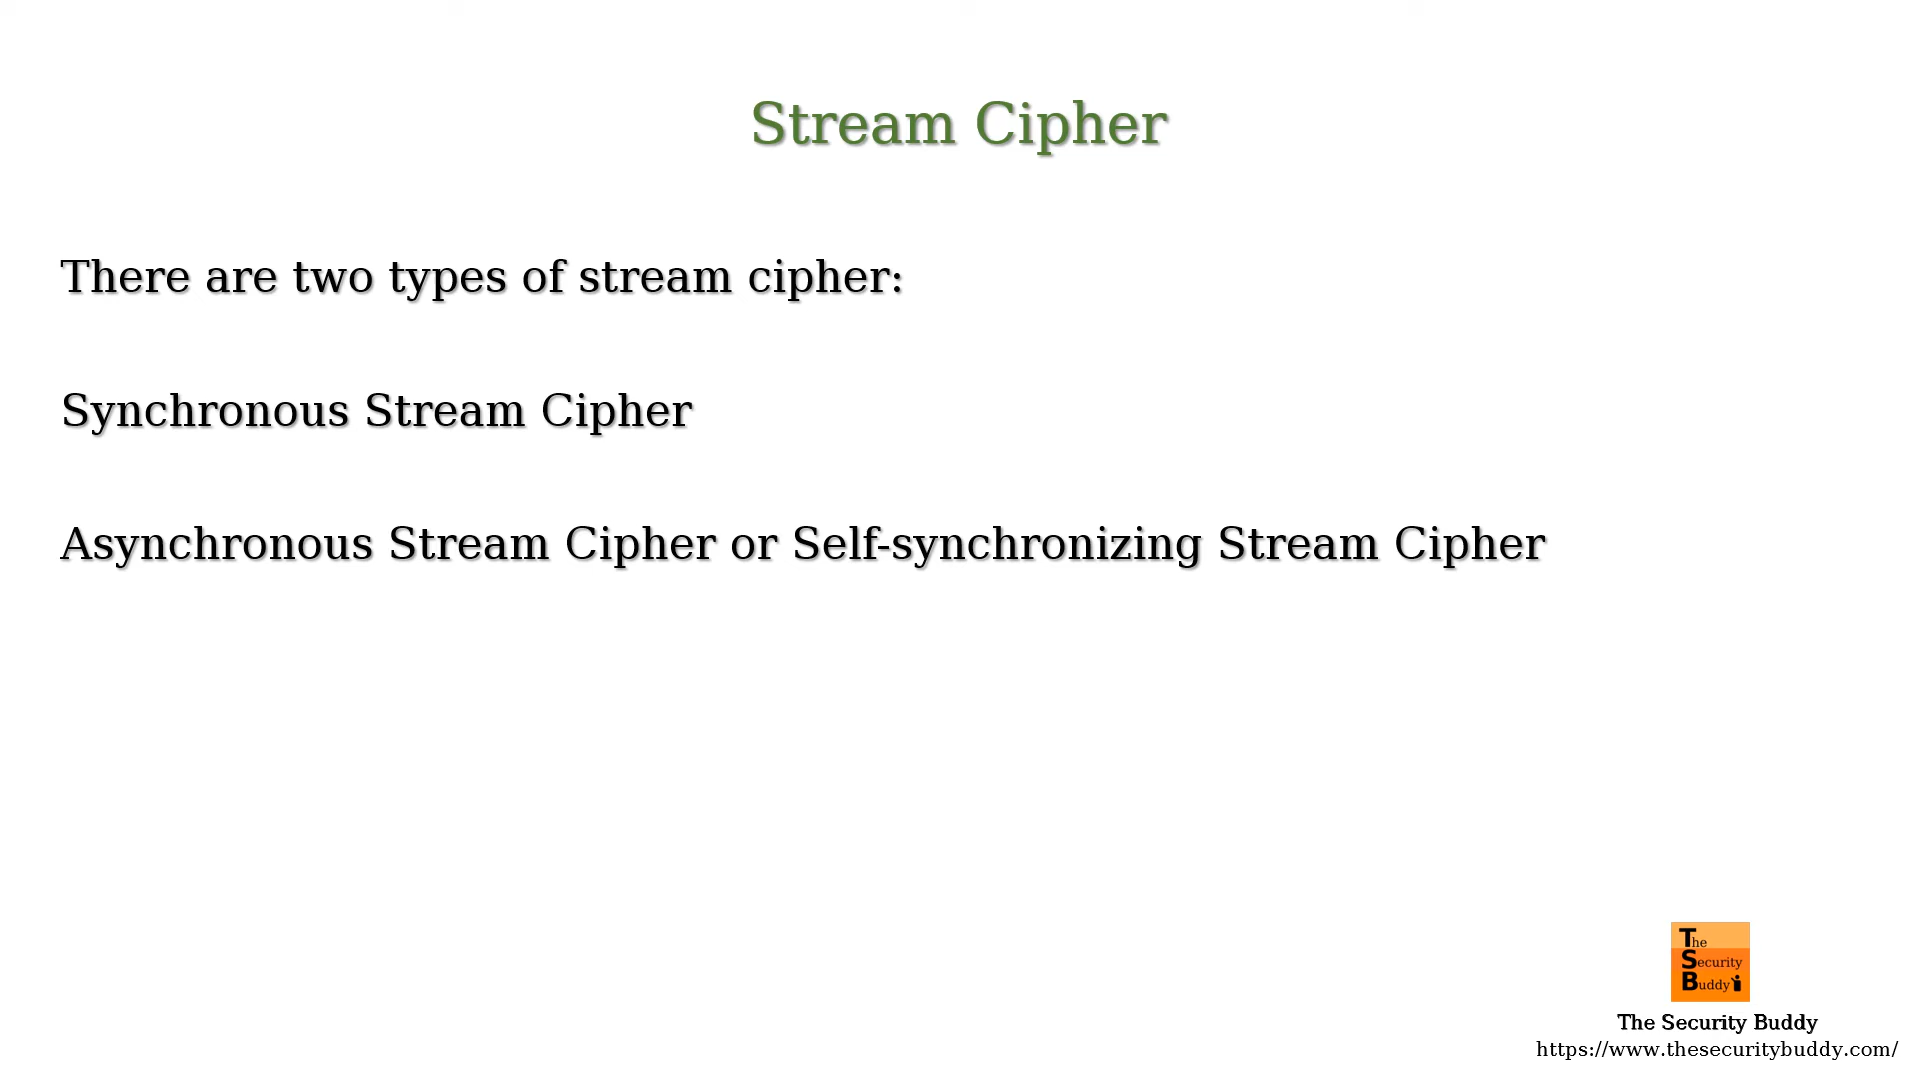 Stream Cipher
There are two types of stream cipher:
Synchronous Stream Cipher
Asynchronous Stream Cipher or Self-synchronizing Stream Cipher
The
Security
Buddy
The Security Buddy
https://www.thesecuritybuddy.com/